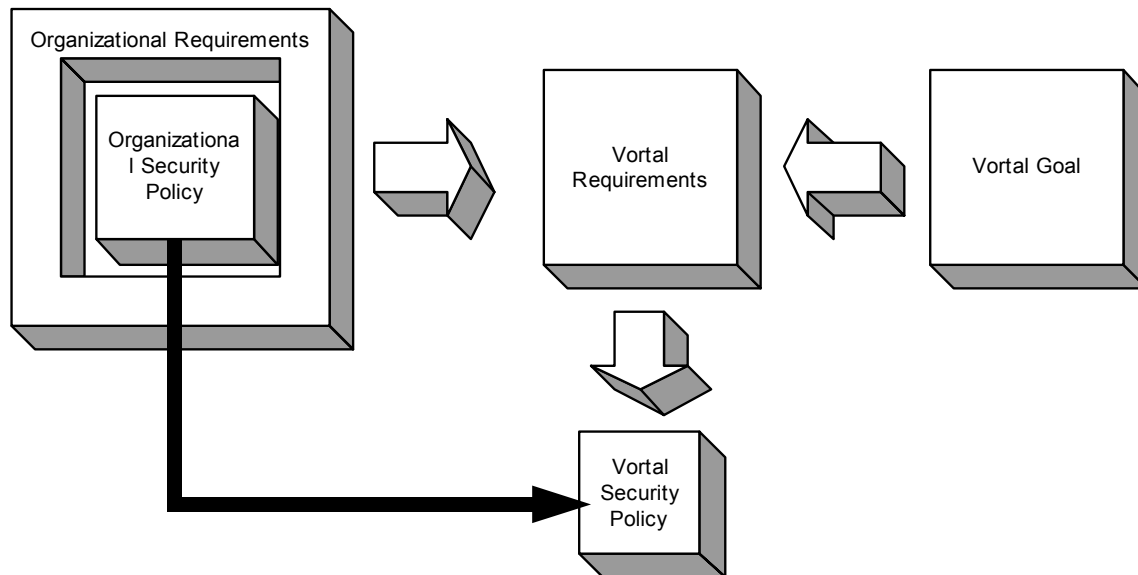 Organizational Requirements
Organizationa
l Security
Policy
Vortal
Requirements
Vortal Goal
Vortal
Security
Policy